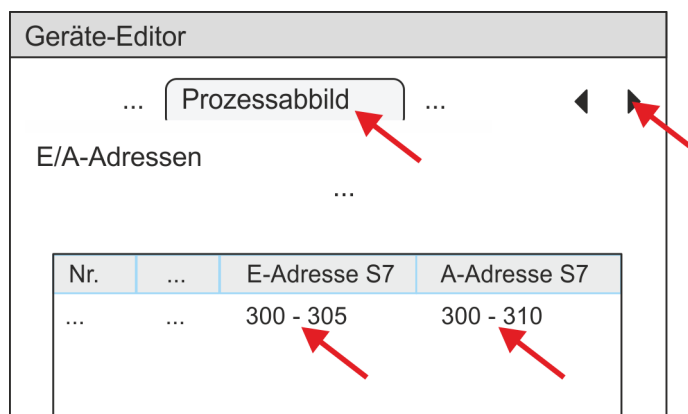 Geräte-Editor
... Prozessabbild ...
E/A-Adressen
...
Nr. ... E-Adresse S7 A-Adresse S7
... ... 300 - 305 300 - 310